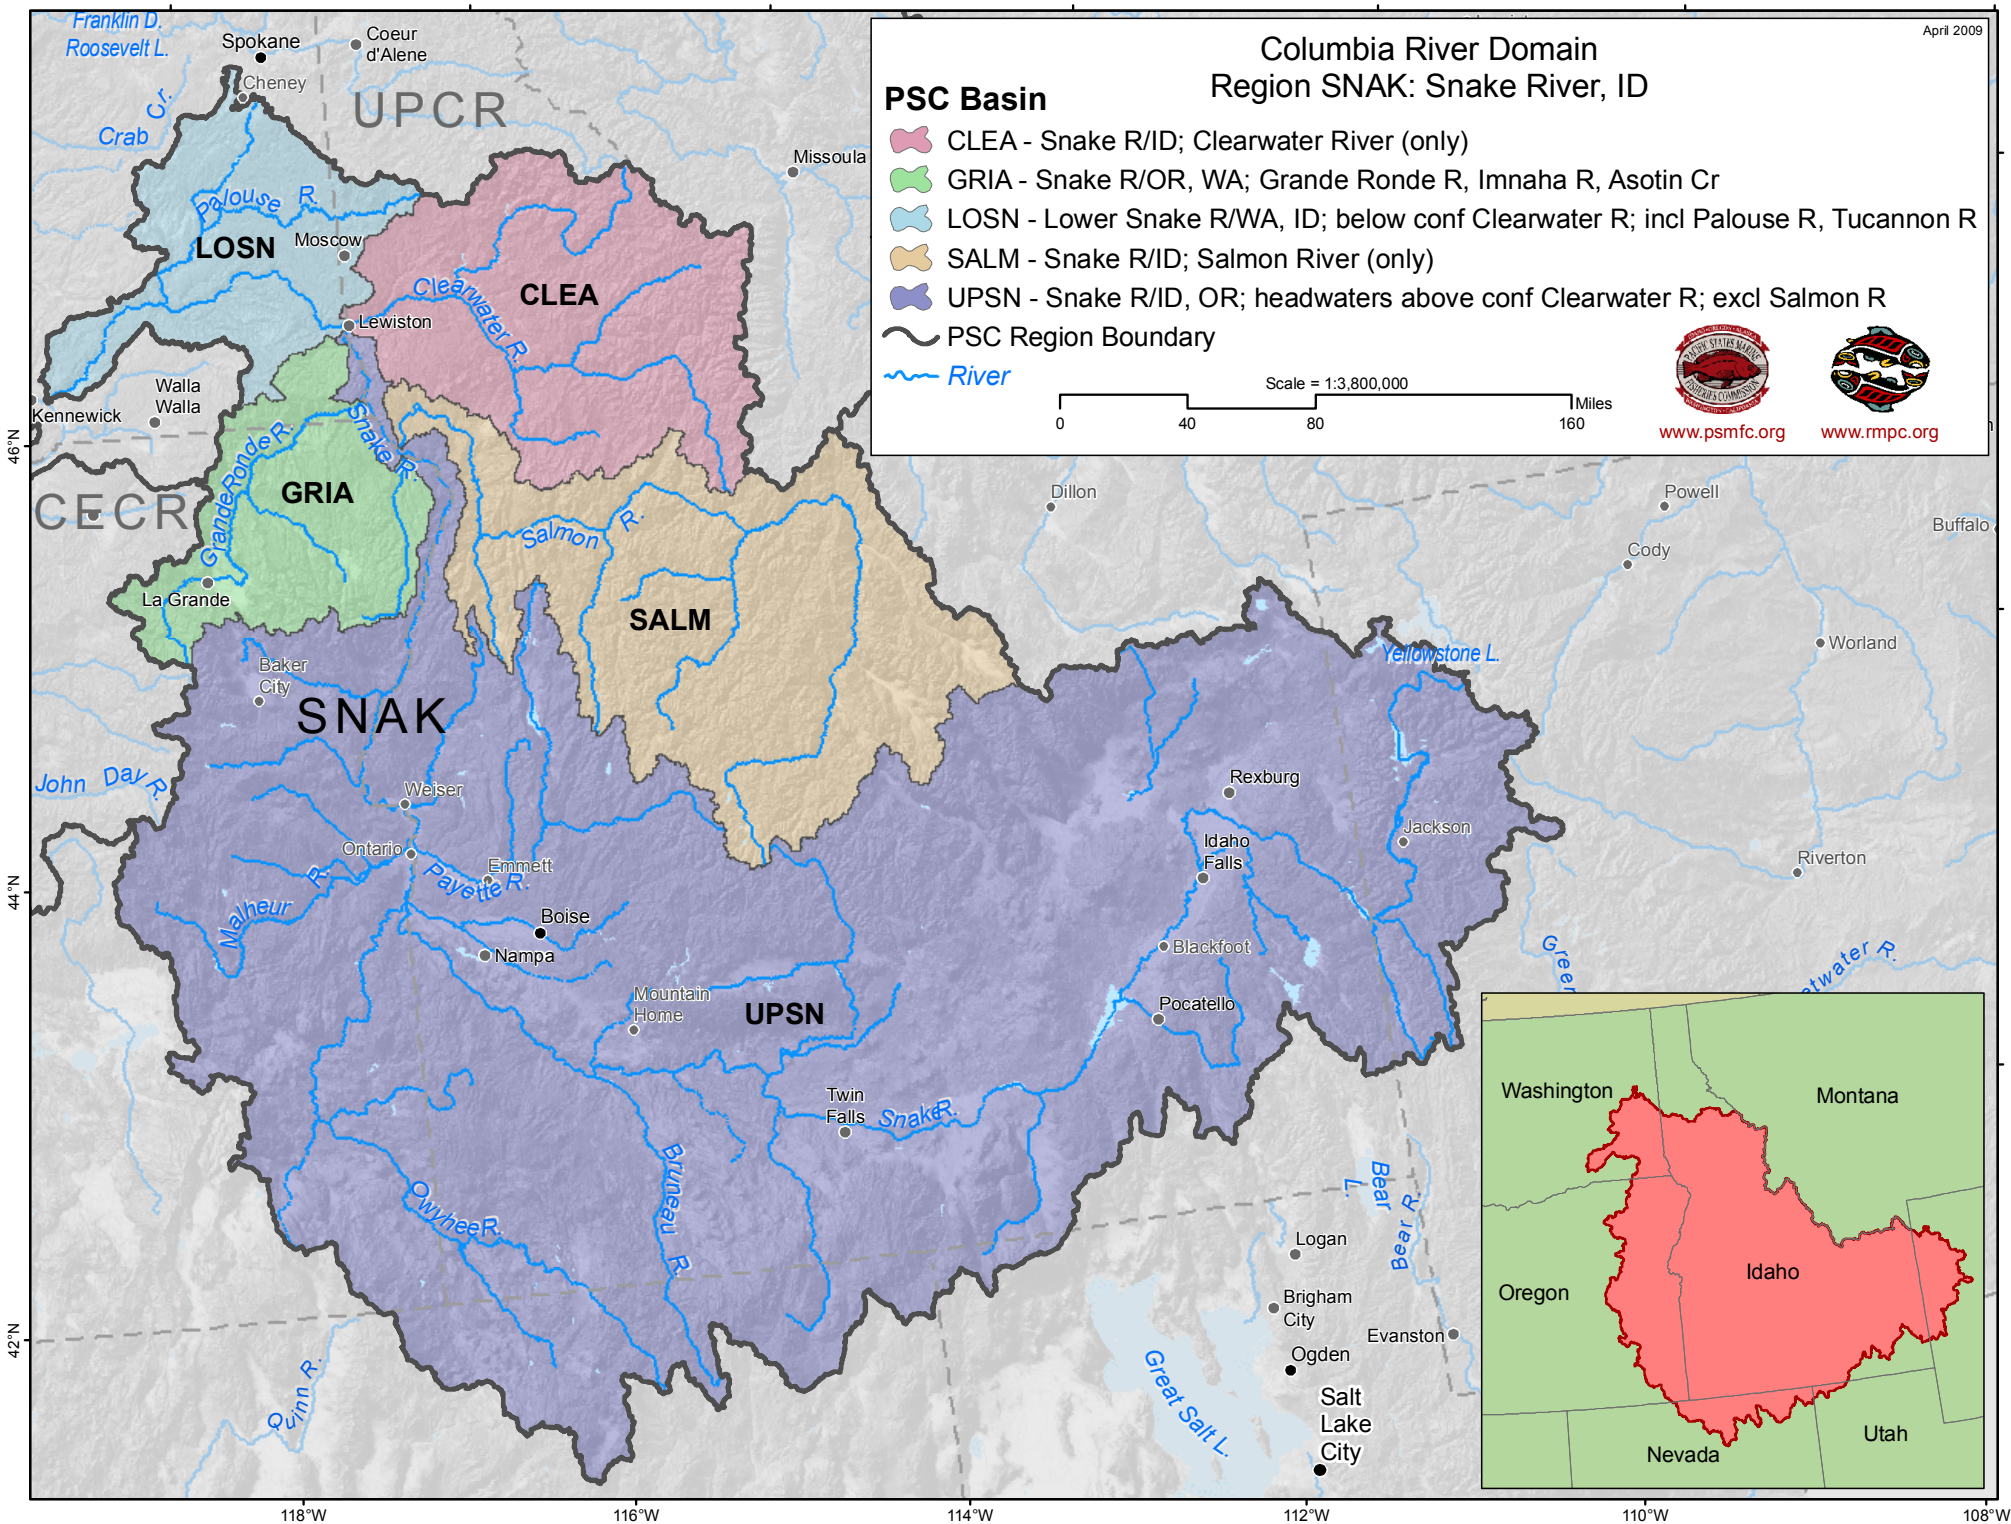 April 2009
Columbia River Domain
Region SNAK: Snake River, ID
PSC Basin
CLEA - Snake R/ID; Clearwater River (only)
GRIA - Snake R/OR, WA; Grande Ronde R, Imnaha R, Asotin Cr
LOSN - Lower Snake R/WA, ID; below conf Clearwater R; incl Palouse R, Tucannon R
SALM - Snake R/ID; Salmon River (only)
UPSN - Snake R/ID, OR; headwaters above conf Clearwater R; excl Salmon R
PSC Region Boundary
River
Scale = 1:3,800,000
Miles
0 40 80 160
PACIFIC STATES MARINE
FISHERIES COMMISSION
www.psmfc.org
www.rmpc.org
Franklin D.
Roosevelt L.
Spokane
Coeur
d'Alene
Cheney
UPCR
Crab Cr.
Missoula
Palouse R.
LOSN
Moscow
Clearwater R.
CLEA
Lewiston
Walla
Walla
Kennewick
46°N
Snake R.
Grande Ronde R.
GRIA
CECR
Dillon
Powell
Buffalo
Cody
Salmon R.
La Grande
SALM
Worland
Yellowstone L.
Baker
City
SNAK
John Day R.
Weiser
Rexburg
Jackson
Idaho
Falls
Ontario
Emmett
Payette R.
Riverton
44°N
Malheur R.
Boise
Nampa
Blackfoot
Green
etwater R.
Mountain
Home
UPSN
Pocatello
Twin
Falls
Snake R.
Bruneau R.
Owyhee R.
Bear
L.
Bear R.
Logan
Brigham
City
Evanston
Ogden
Great Salt L.
Salt
Lake
City
42°N
Quinn R.
Washington
Montana
Oregon
Idaho
Nevada
Utah
118°W
116°W
114°W
112°W
110°W
108°W